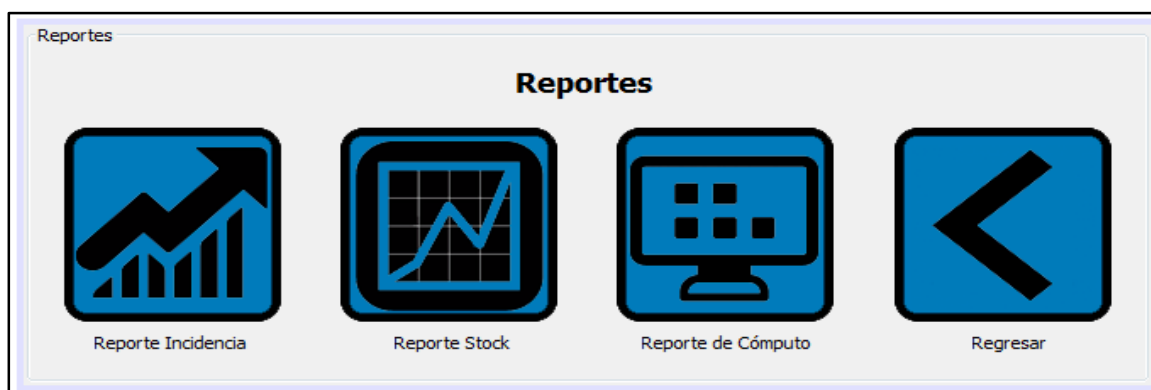 Reportes
Reportes
Reporte Incidencia
Reporte Stock
Reporte de Cómputo
Regresar